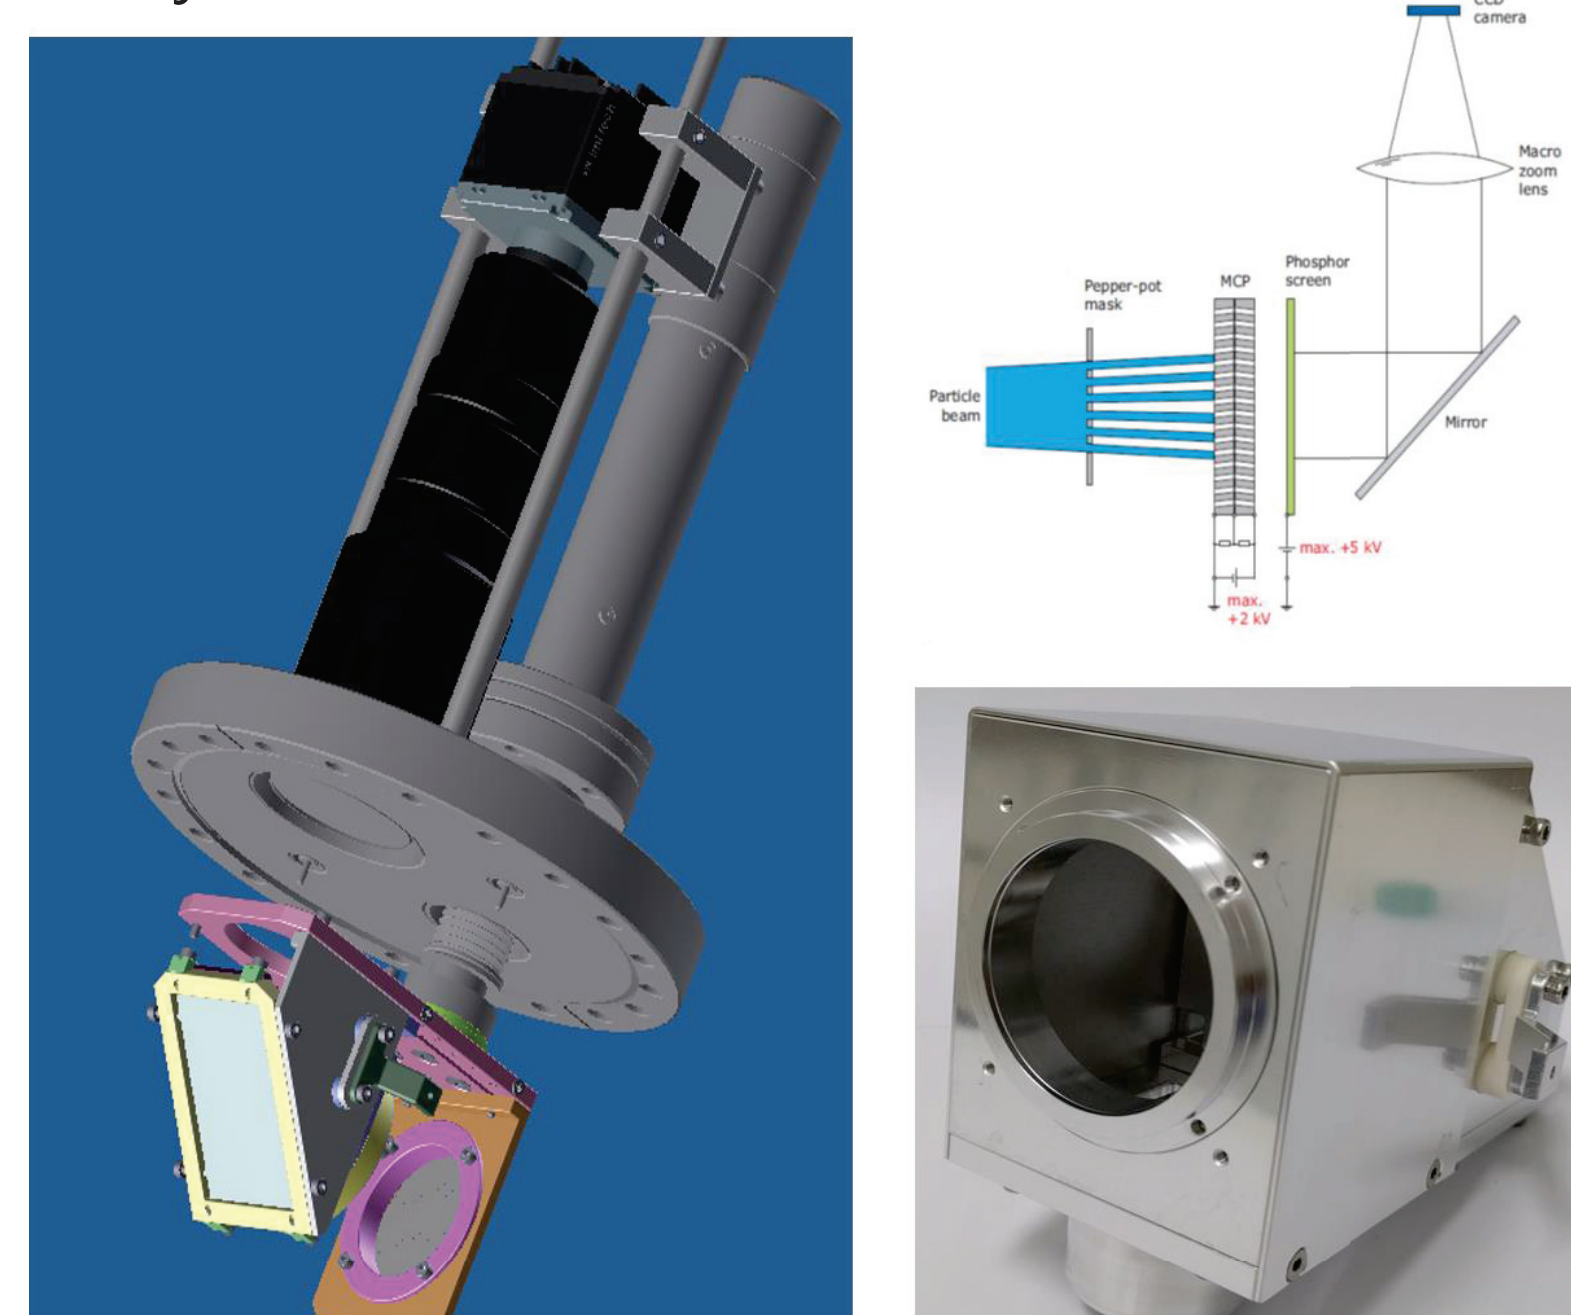 camera
Macro
zoom
lens
Phosphor
screen
MCP
Pepper-pot
mask
Particle
beam
Mirror
max. +5 kV
max.
+2 kV